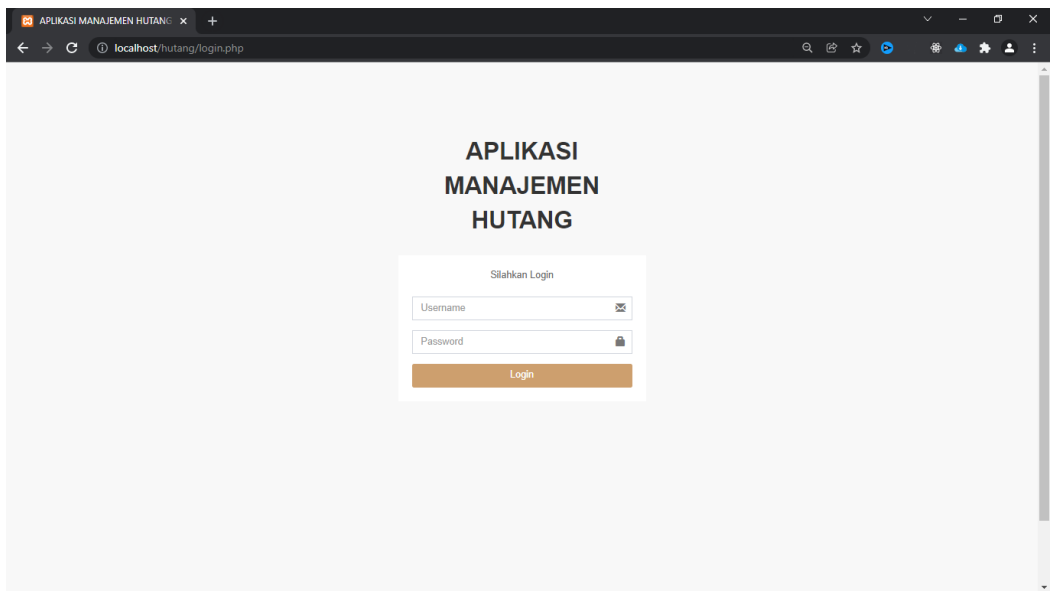 APLIKASI MANAJEMEN HUTANG
localhost/hutang/login.php
APLIKASI
MANAJEMEN
HUTANG
Silahkan Login
Username
Password
Login